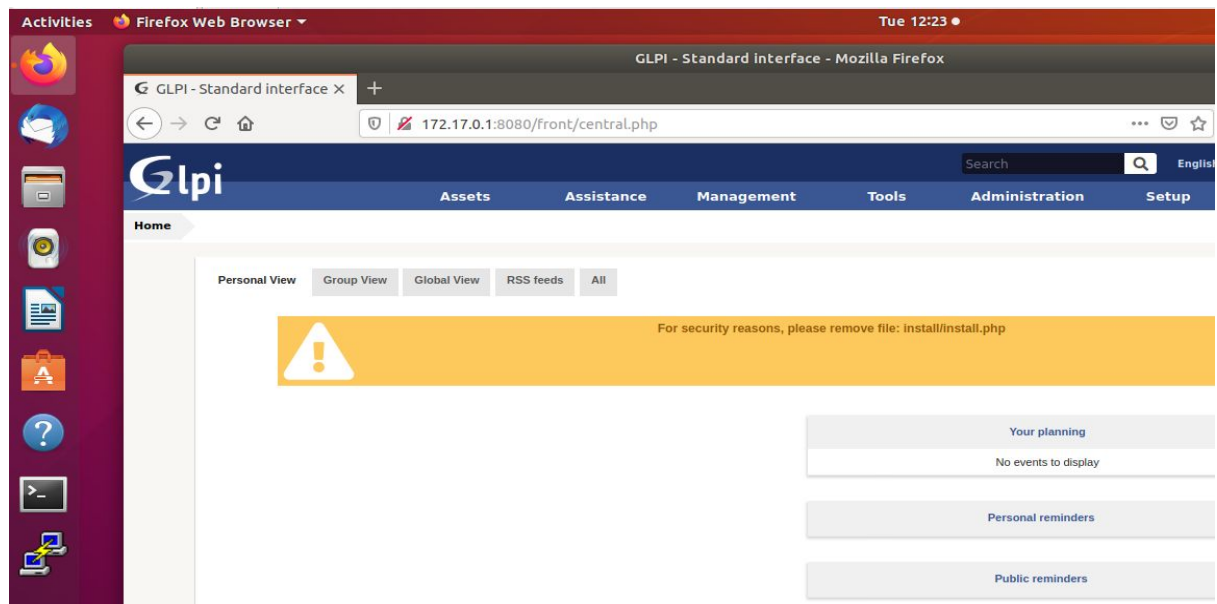 Activities Firefox Web Browser Tue 12:23
GLPI - Standard interface - Mozilla Firefox
GLPI - Standard interface
172.17.0.1:8080/front/central.php
Glpi Search English
Assets Assistance Management Tools Administration Setup
Home
Personal View Group View Global View RSS feeds All
For security reasons, please remove file: install/install.php
Your planning
No events to display
Personal reminders
Public reminders